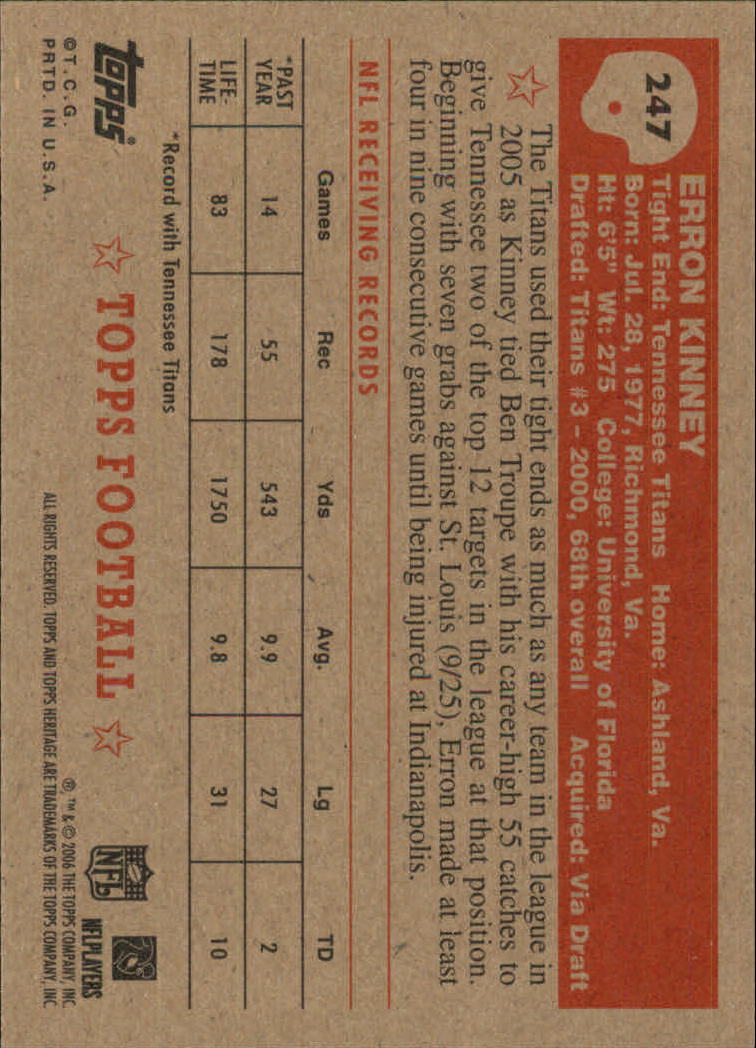 247
ERRON KINNEY
Tight End: Tennessee Titans Home: Ashland, Va.
Born: Jul. 28, 1977, Richmond, Va.
Ht: 6'5" Wt: 275 College: University of Florida
Drafted: Titans #3 - 2000, 68th overall Acquired: Via Draft
The Titans used their tight ends as much as any team in the league in
2005 as Kinney tied Ben Troupe with his career-high 55 catches to
give Tennessee two of the top 12 targets in the league at that position.
Beginning with seven grabs against St. Louis (9/25), Erron made at least
four in nine consecutive games until being injured at Indianapolis.
NFL RECEIVING RECORDS
Games Rec Yds Avg. Lg TD
*PAST YEAR 14 55 543 9.9 27 2
LIFE-TIME 83 178 1750 9.8 31 10
*Record with Tennessee Titans
topps® TOPPS FOOTBALL NFL NFLPLAYERS
©T.C.G.
PRTD. IN U.S.A.
®, ™ & © 2006 THE TOPPS COMPANY, INC
ALL RIGHTS RESERVED. TOPPS AND TOPPS HERITAGE ARE TRADEMARKS OF THE TOPPS COMPANY, INC